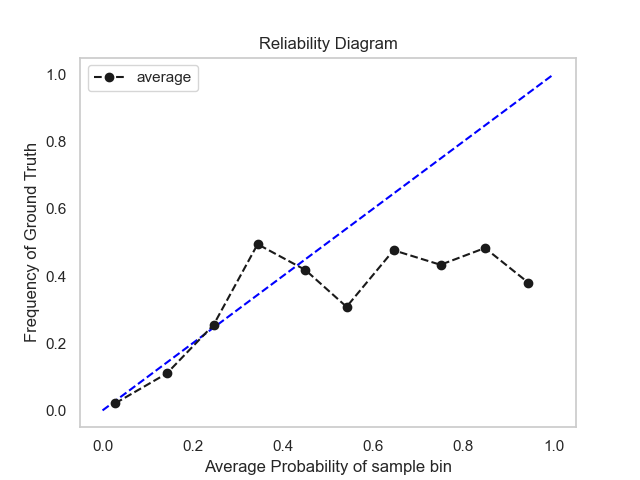 Reliability Diagram
average
Frequency of Ground Truth
1.0
0.8
0.6
0.4
0.2
0.0
0.0 0.2 0.4 0.6 0.8 1.0
Average Probability of sample bin